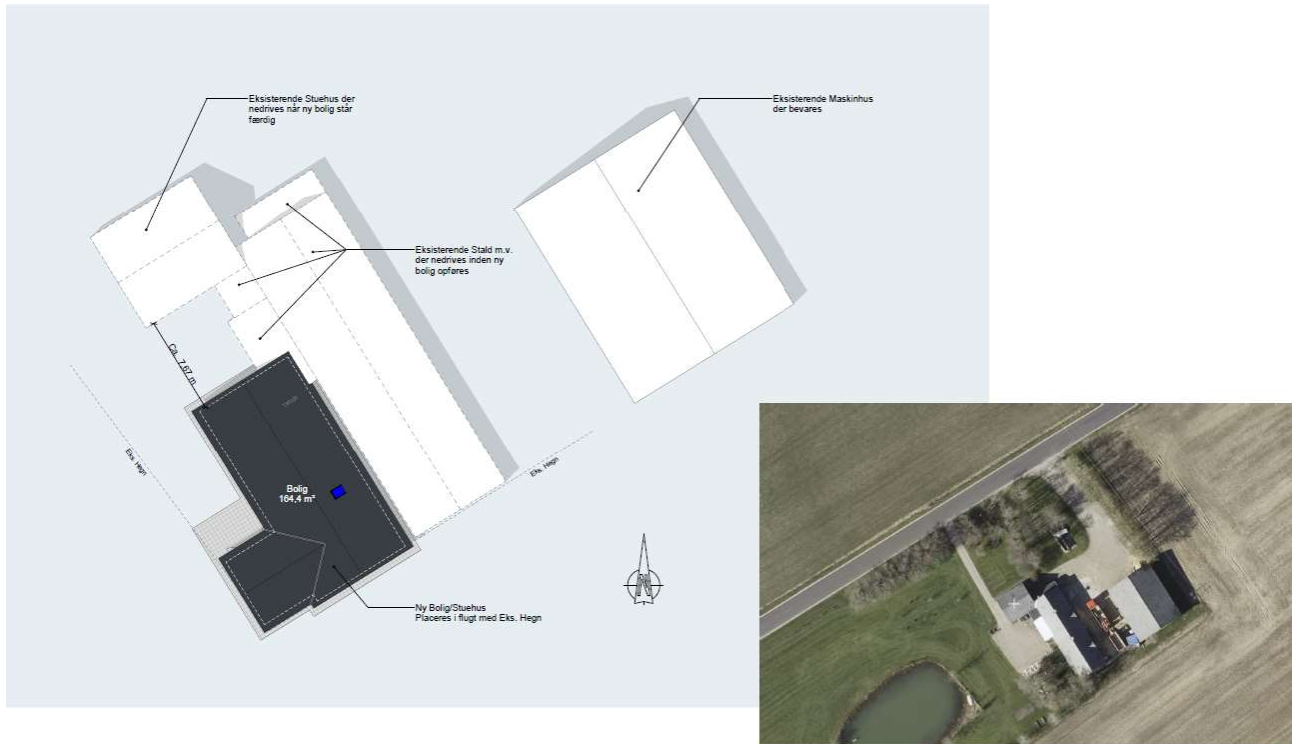 Eksisterende Stuehus der
nedrives når ny bolig står
færdig
Eksisterende Maskinhus
der bevares
Eksisterende Stald m.v.
der nedrives inden ny
bolig opføres
Ca. 7,67 m
Eks. Hegn
Eks. Hegn
Bolig
164,4 m²
N
Ny Bolig/Stuehus
Placeres i flugt med Eks. Hegn